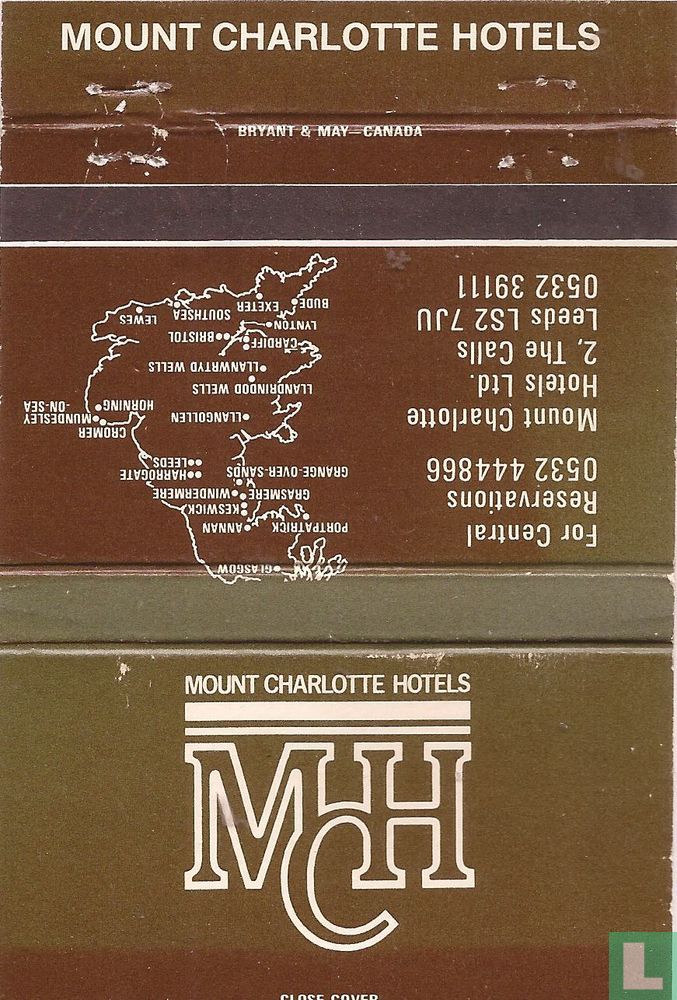 MOUNT CHARLOTTE HOTELS
BRYANT & MAY—CANADA
For Central
Reservations
0532 444866
Mount Charlotte
Hotels Ltd.
2, The Calls
Leeds LS2 7JU
0532 39111
GLASGOW
PORTPATRICK
ANNAN
KESWICK
GRASMERE
WINDERMERE
GRANGE-OVER-SANDS
HARROGATE
LEEDS
LLANGOLLEN
CROMER
MUNDESLEY
-ON-SEA
HORNING
LLANDRINDOD WELLS
LLANWRTYD WELLS
CARDIFF
BRISTOL
LYNTON
LEWES
SOUTHSEA
EXETER
BUDE
MOUNT CHARLOTTE HOTELS
MCH
CLOSE COVER
L